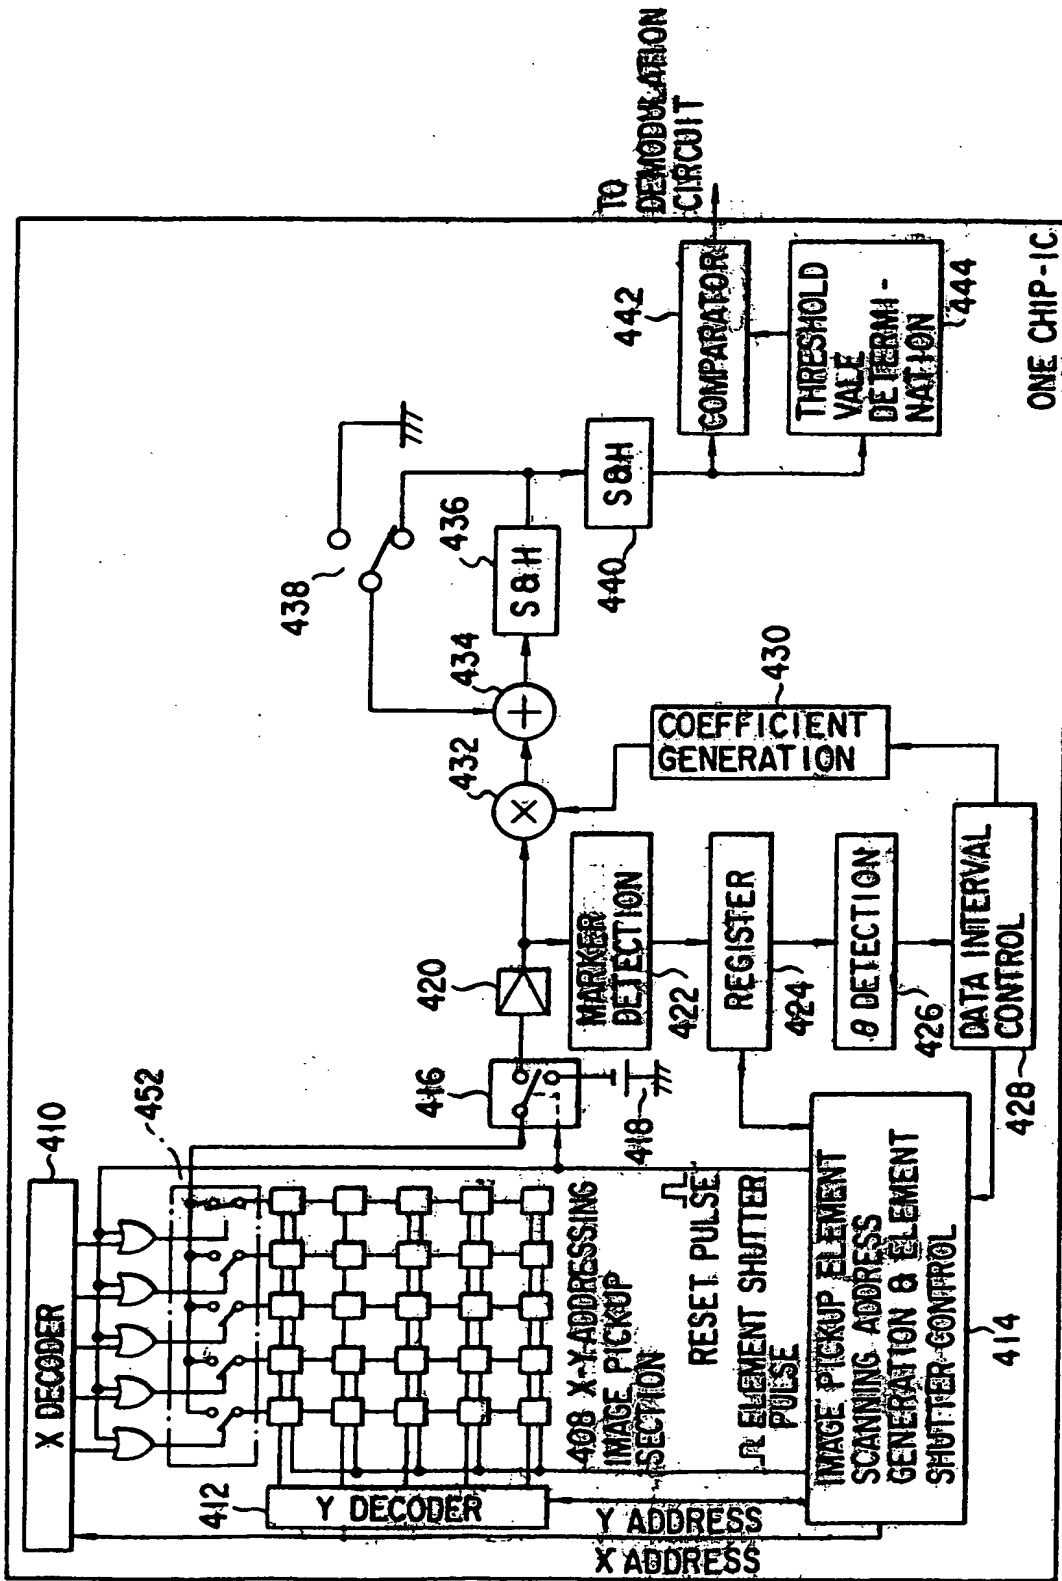 X DECODER
410
452
412
Y DECODER
408 X-Y ADDRESSING
IMAGE PICKUP
SECTION
RESET PULSE
ELEMENT SHUTTER
PULSE
Y ADDRESS
X ADDRESS
IMAGE PICKUP ELEMENT
SCANNING ADDRESS
GENERATION & ELEMENT
SHUTTER CONTROL
414
416
418
420
MARKER
DETECTION
422
REGISTER
424
θ DETECTION
426
DATA INTERVAL
CONTROL
428
COEFFICIENT
GENERATION
430
432
×
434
+
S&H
436
438
S&H
440
COMPARATOR
442
THRESHOLD
VALE
DETERMI-
NATION
444
TO
DEMODULATION
CIRCUIT
ONE CHIP-IC